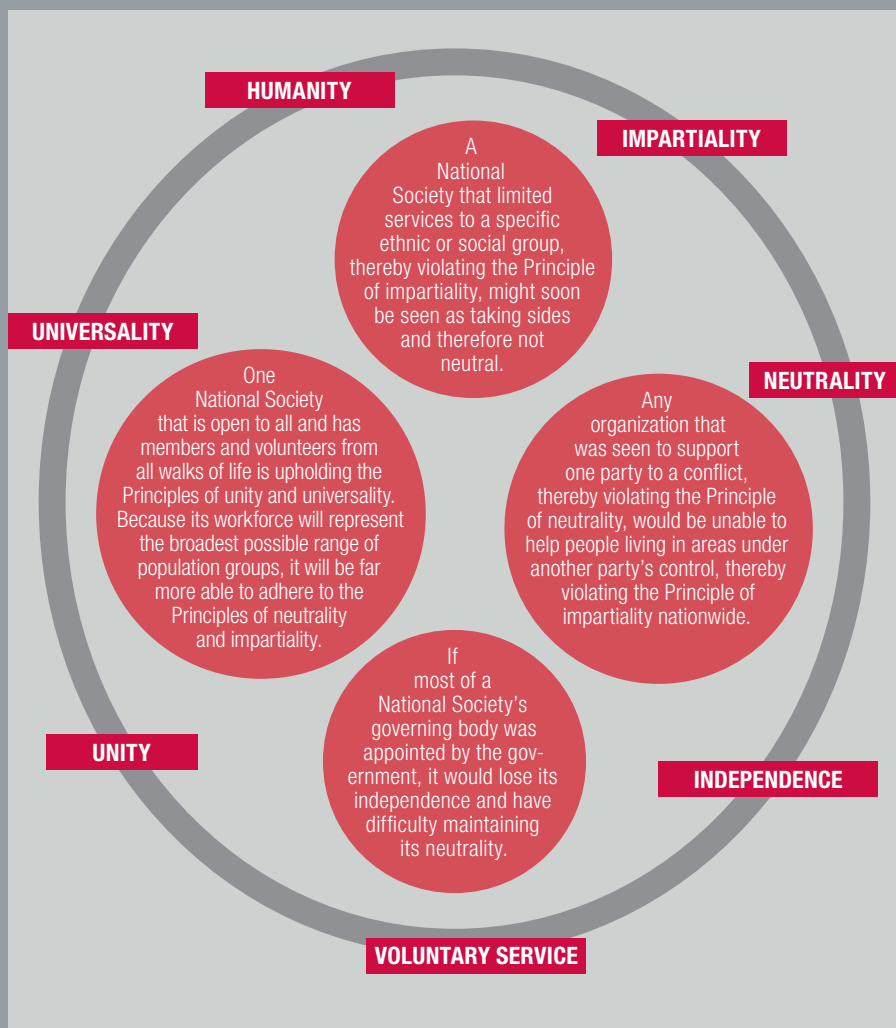 HUMANITY
IMPARTIALITY
A
National
Society that limited
services to a specific
ethnic or social group,
thereby violating the Principle
of impartiality, might soon
be seen as taking sides
and therefore not
neutral.
UNIVERSALITY
NEUTRALITY
One
National Society
that is open to all and has
members and volunteers from
all walks of life is upholding the
Principles of unity and universality.
Because its workforce will represent
the broadest possible range of
population groups, it will be far
more able to adhere to the
Principles of neutrality
and impartiality.
Any
organization that
was seen to support
one party to a conflict,
thereby violating the Principle
of neutrality, would be unable to
help people living in areas under
another party’s control, thereby
violating the Principle of
impartiality nationwide.
If
most of a
National Society’s
governing body was
appointed by the gov-
ernment, it would lose its
independence and have
difficulty maintaining
its neutrality.
UNITY
INDEPENDENCE
VOLUNTARY SERVICE